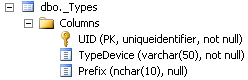 dbo._Types
Columns
UID (PK, uniqueidentifier, not null)
TypeDevice (varchar(50), not null)
Prefix (nchar(10), null)